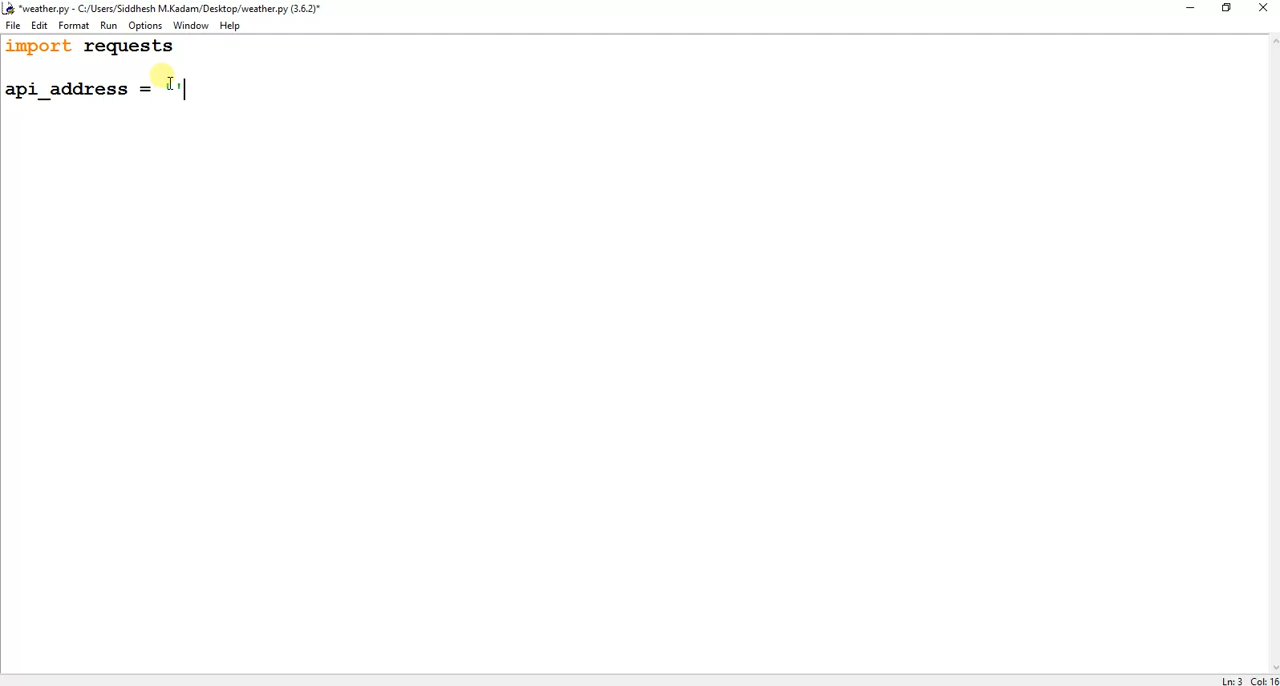 *weather.py - C:/Users/Siddhesh M.Kadam/Desktop/weather.py (3.6.2)*
File Edit Format Run Options Window Help
import requests
api_address = ''
Ln: 3 Col: 16